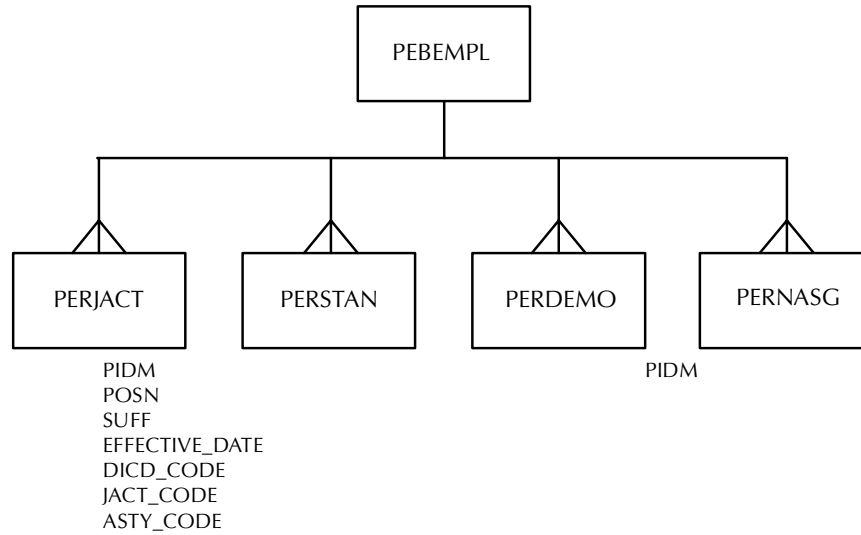 PEBEMPL
PERJACT
PERSTAN
PERDEMO
PERNASG
PIDM
POSN
SUFF
EFFECTIVE_DATE
DICD_CODE
JACT_CODE
ASTY_CODE
PIDM